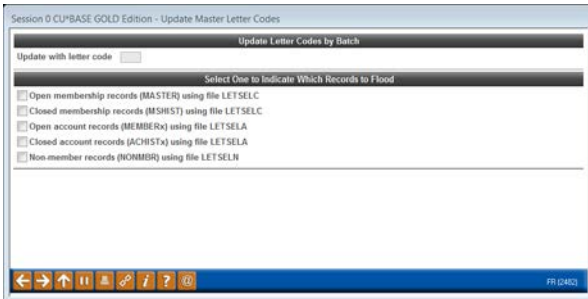 Session 0 CU*BASE GOLD Edition - Update Master Letter Codes
Update Letter Codes by Batch
Update with letter code
Select One to Indicate Which Records to Flood
Open membership records (MASTER) using file LETSELC
Closed membership records (MSHIST) using file LETSELC
Open account records (MEMBERx) using file LETSELA
Closed account records (ACHISTx) using file LETSELA
Non-member records (NONMBR) using file LETSELN
FR (2482)